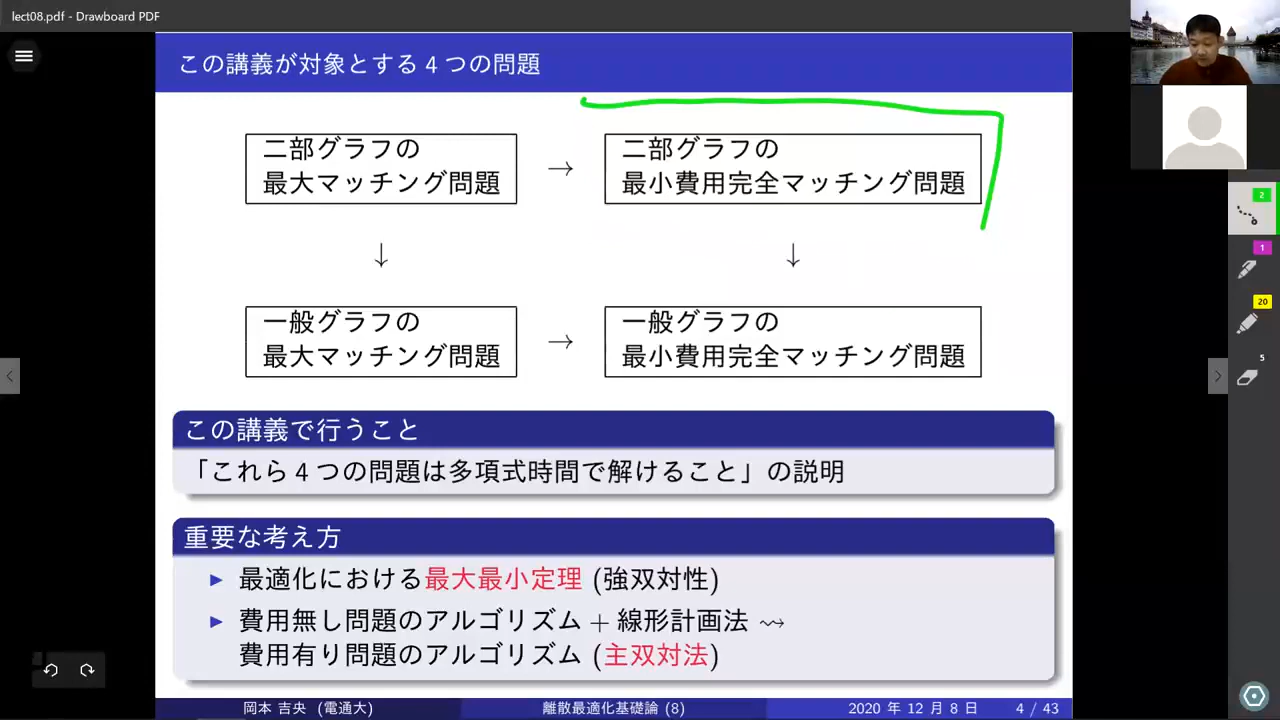 lect08.pdf - Drawboard PDF
この講義が対象とする 4 つの問題
二部グラフの
最大マッチング問題
→
二部グラフの
最小費用完全マッチング問題
↓
↓
一般グラフの
最大マッチング問題
→
一般グラフの
最小費用完全マッチング問題
この講義で行うこと
「これら 4 つの問題は多項式時間で解けること」の説明
重要な考え方
▶ 最適化における最大最小定理 (強双対性)
▶ 費用無し問題のアルゴリズム + 線形計画法 ⇝
費用有り問題のアルゴリズム (主双対法)
岡本 吉央 (電通大)
離散最適化基礎論 (8)
2020 年 12 月 8 日
4 / 43
2
1
20
5